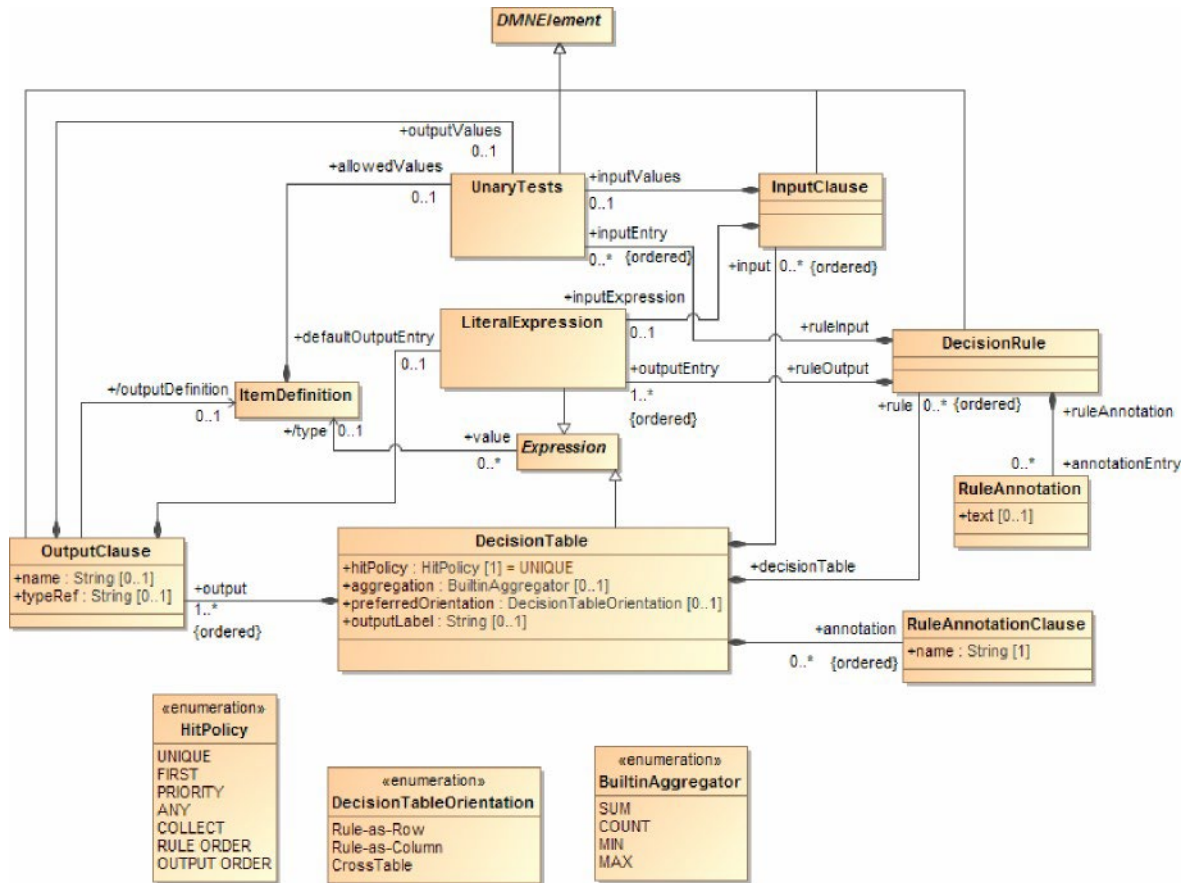 DMNElement
+outputValues
0..1
+allowedValues
0..1
UnaryTests
+inputValues
0..1
InputClause
+inputEntry
0..* {ordered}
+input 0..* {ordered}
+inputExpression
0..1
LiteralExpression
+defaultOutputEntry
0..1
+ruleInput
DecisionRule
+outputEntry
1..*
{ordered}
+ruleOutput
+/outputDefinition
0..1
ItemDefinition
+/type 0..1
+rule 0..* {ordered}
+ruleAnnotation
+value
0..*
Expression
0..*
+annotationEntry
RuleAnnotation
+text [0..1]
OutputClause
+name : String [0..1]
+typeRef : String [0..1]
+output
1..*
{ordered}
DecisionTable
+hitPolicy : HitPolicy [1] = UNIQUE
+aggregation : BuiltinAggregator [0..1]
+preferredOrientation : DecisionTableOrientation [0..1]
+outputLabel : String [0..1]
+decisionTable
+annotation
0..* {ordered}
RuleAnnotationClause
+name : String [1]
«enumeration»
HitPolicy
UNIQUE
FIRST
PRIORITY
ANY
COLLECT
RULE ORDER
OUTPUT ORDER
«enumeration»
DecisionTableOrientation
Rule-as-Row
Rule-as-Column
CrossTable
«enumeration»
BuiltinAggregator
SUM
COUNT
MIN
MAX